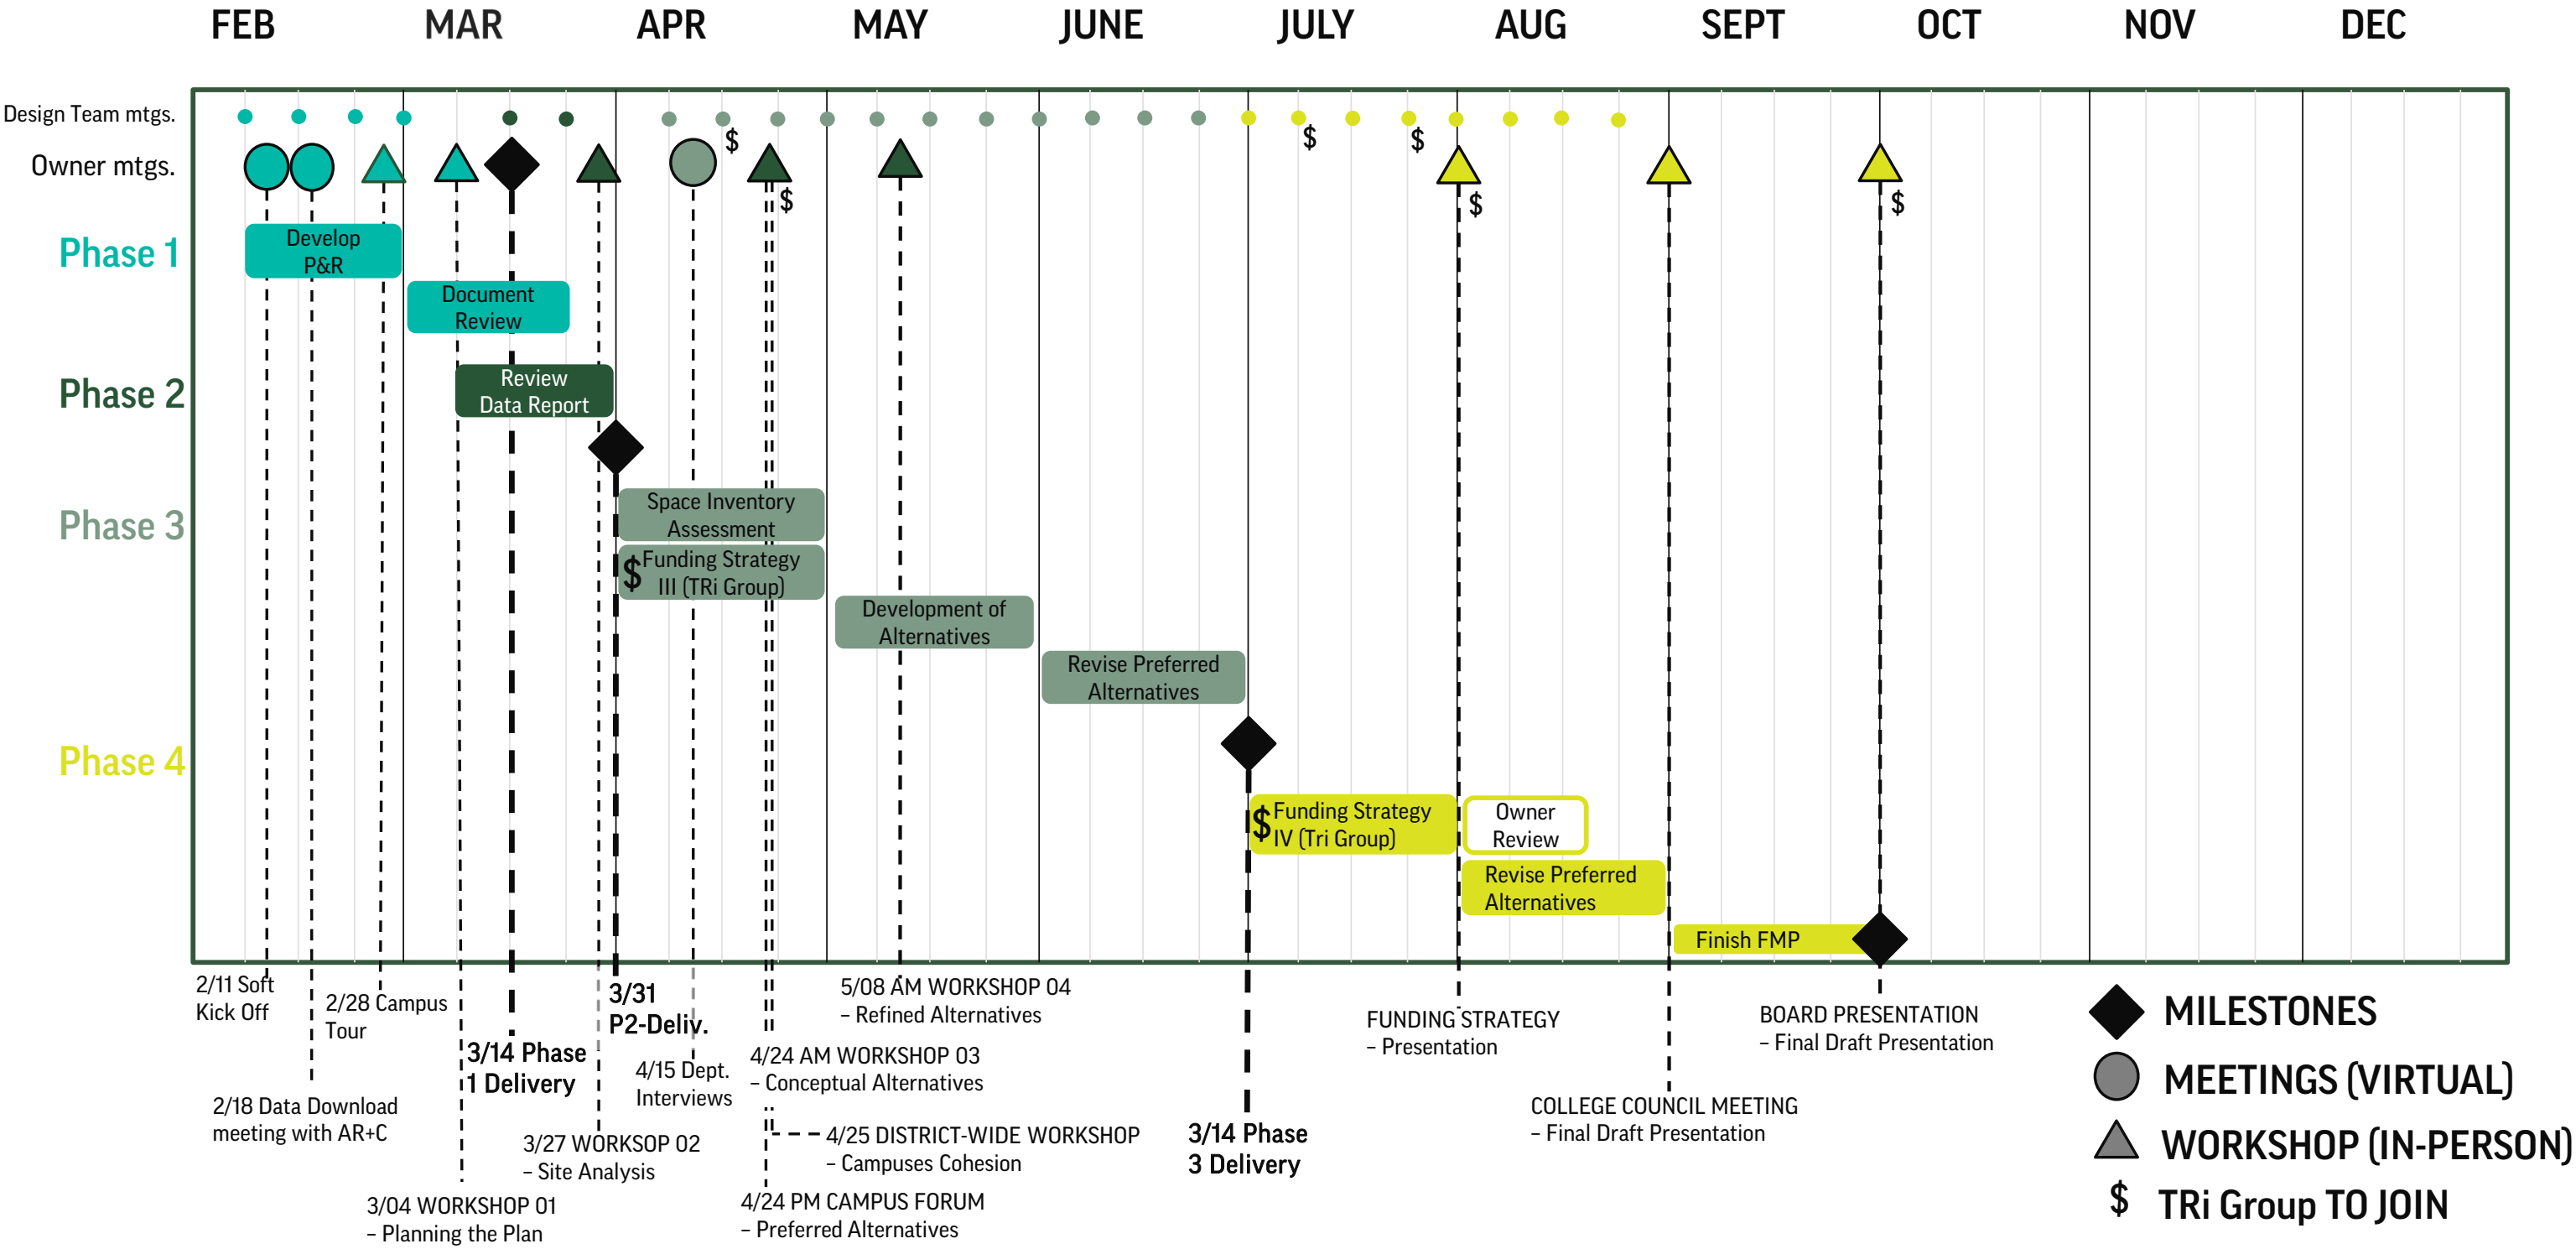 FEB MAR APR MAY JUNE JULY AUG SEPT OCT NOV DEC
Design Team mtgs.
$ $ $
Owner mtgs.
$ $ $
Phase 1
Develop
P&R
Document
Review
Phase 2
Review
Data Report
Phase 3
Space Inventory
Assessment
$ Funding Strategy
III (TRi Group)
Development of
Alternatives
Revise Preferred
Alternatives
Phase 4
$ Funding Strategy
IV (Tri Group)
Owner
Review
Revise Preferred
Alternatives
Finish FMP
2/11 Soft
Kick Off
2/18 Data Download
meeting with AR+C
2/28 Campus
Tour
3/04 WORKSHOP 01
– Planning the Plan
3/14 Phase
1 Delivery
3/27 WORKSOP 02
– Site Analysis
3/31
P2-Deliv.
4/15 Dept.
Interviews
4/24 AM WORKSHOP 03
– Conceptual Alternatives
4/25 DISTRICT-WIDE WORKSHOP
– Campuses Cohesion
4/24 PM CAMPUS FORUM
– Preferred Alternatives
5/08 AM WORKSHOP 04
– Refined Alternatives
3/14 Phase
3 Delivery
FUNDING STRATEGY
– Presentation
COLLEGE COUNCIL MEETING
– Final Draft Presentation
BOARD PRESENTATION
– Final Draft Presentation
MILESTONES
MEETINGS (VIRTUAL)
WORKSHOP (IN-PERSON)
$ TRi Group TO JOIN